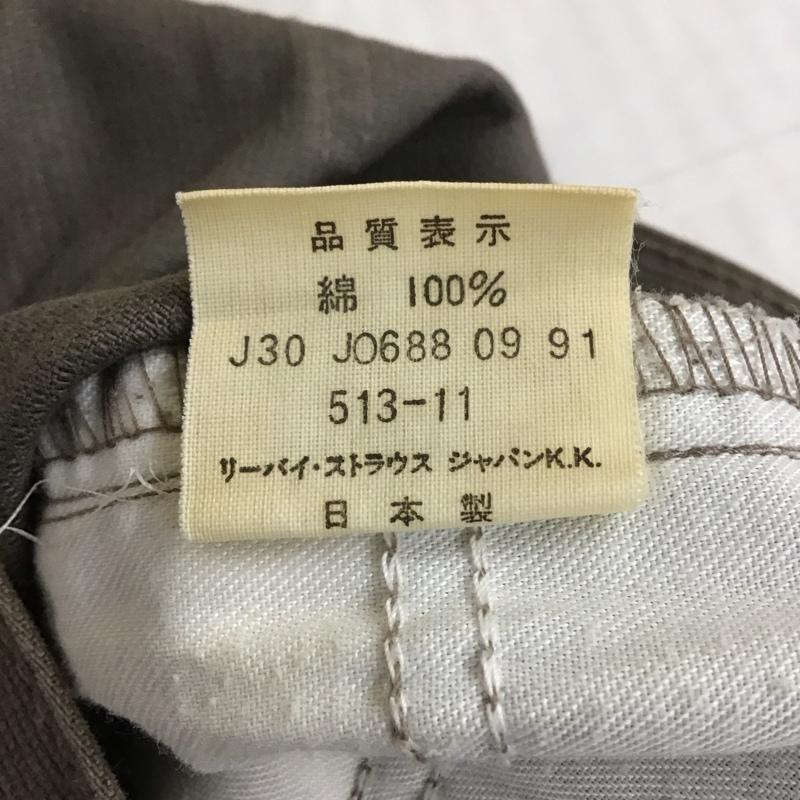 品質表示
綿 100%
J30 JO688 09 91
513-11
リーバイ・ストラウス ジャパンK.K.
日本製